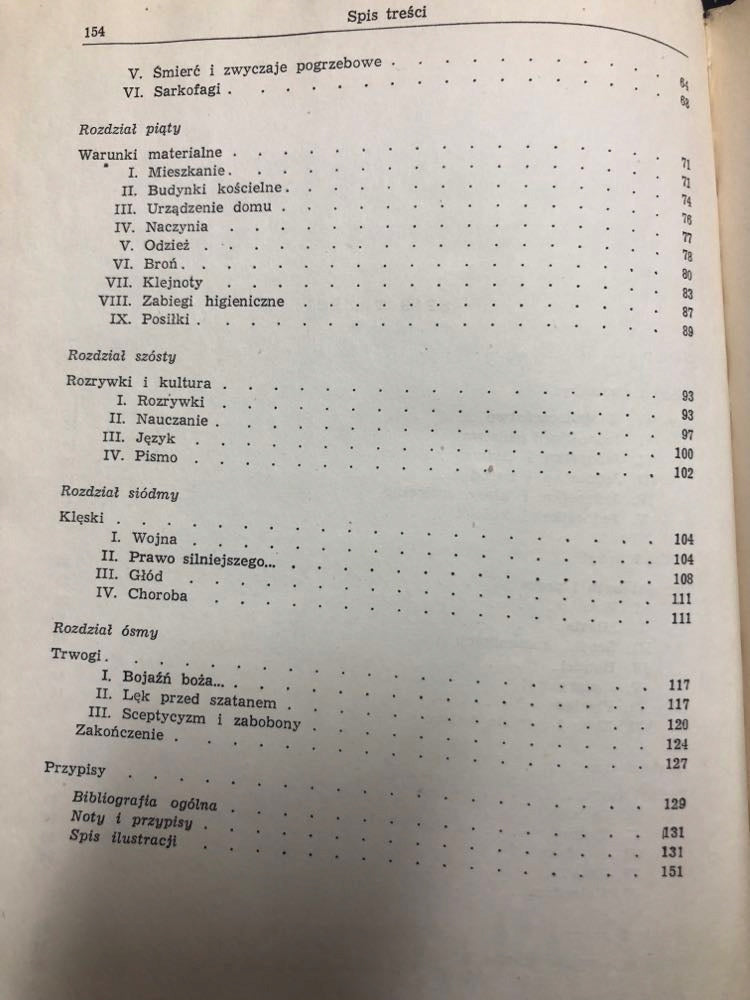 154
Spis treści
V. Śmierć i zwyczaje pogrzebowe . . . . . . . . . 64
VI. Sarkofagi . . . . . . . . . . . . . 68
Rozdział piąty
Warunki materialne . . . . . . . . . . . . . 71
I. Mieszkanie . . . . . . . . . . . . . 71
II. Budynki kościelne . . . . . . . . . . . 74
III. Urządzenie domu . . . . . . . . . . . 76
IV. Naczynia . . . . . . . . . . . . . 77
V. Odzież . . . . . . . . . . . . . . 78
VI. Broń . . . . . . . . . . . . . . 80
VII. Klejnoty . . . . . . . . . . . . . 83
VIII. Zabiegi higieniczne . . . . . . . . . . 87
IX. Posiłki . . . . . . . . . . . . . . 89
Rozdział szósty
Rozrywki i kultura . . . . . . . . . . . . . 93
I. Rozrywki . . . . . . . . . . . . . 93
II. Nauczanie . . . . . . . . . . . . . 97
III. Język . . . . . . . . . . . . . . 100
IV. Pismo . . . . . . . . . . . . . . 102
Rozdział siódmy
Klęski . . . . . . . . . . . . . . . . 104
I. Wojna . . . . . . . . . . . . . . 104
II. Prawo silniejszego... . . . . . . . . . . . 108
III. Głód . . . . . . . . . . . . . . 111
IV. Choroba . . . . . . . . . . . . . 111
Rozdział ósmy
Trwogi . . . . . . . . . . . . . . . . 117
I. Bojaźń boża... . . . . . . . . . . . . 117
II. Lęk przed szatanem . . . . . . . . . . 120
III. Sceptycyzm i zabobony . . . . . . . . . 124
Zakończenie . . . . . . . . . . . . . . 127
Przypisy . . . . . . . . . . . . . . . 129
Bibliografia ogólna . . . . . . . . . . . . 131
Noty i przypisy . . . . . . . . . . . . . 131
Spis ilustracji . . . . . . . . . . . . . 151